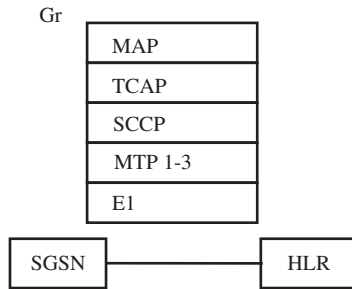 Gr
MAP
TCAP
SCCP
MTP 1-3
E1
SGSN HLR